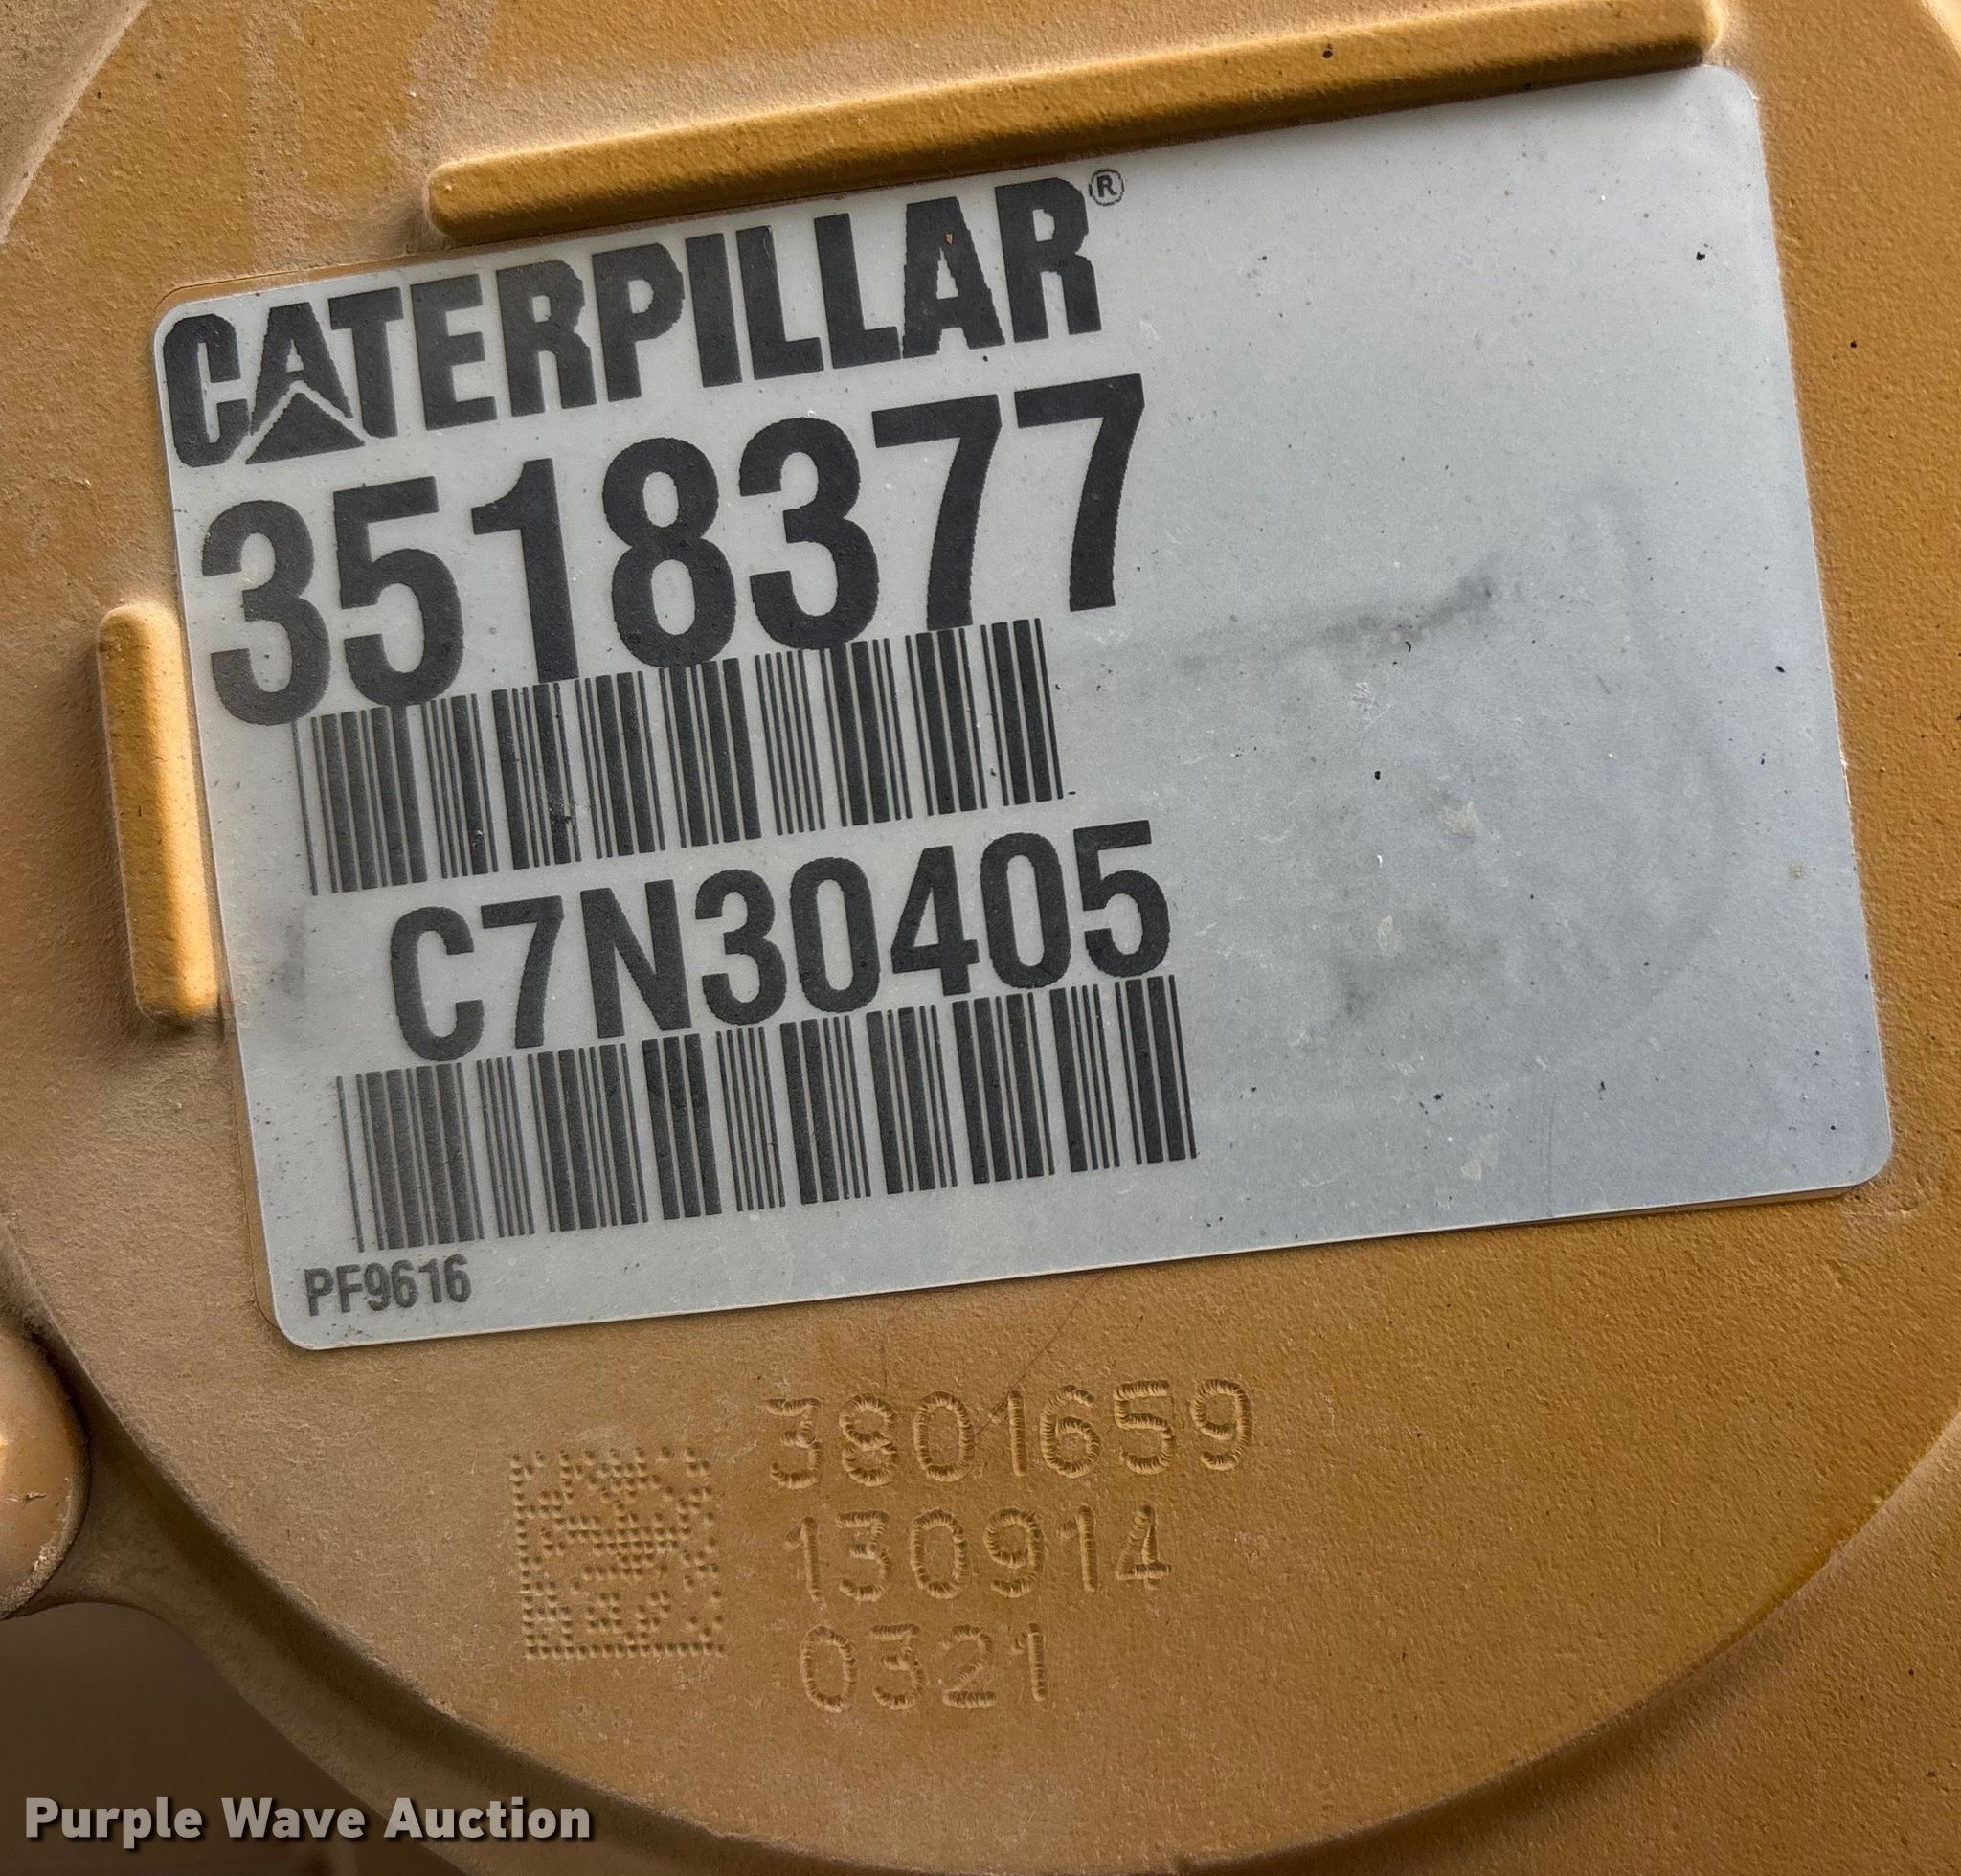 CATERPILLAR®
3518377
C7N30405
PF9616
3801659
130914
0321
Purple Wave Auction